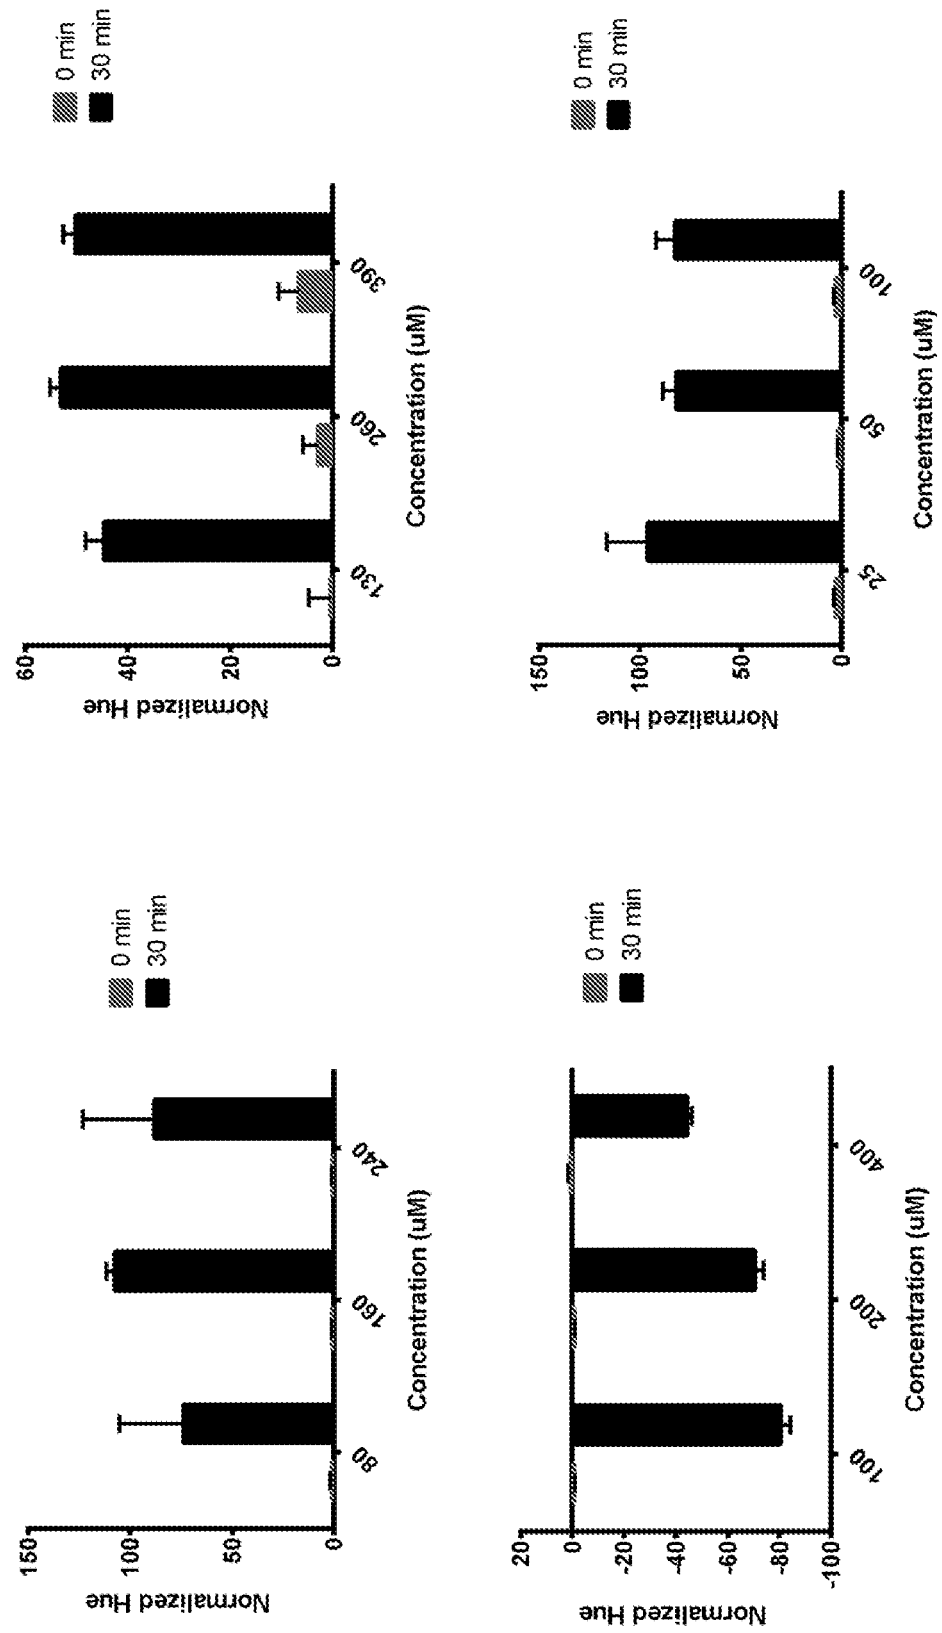 0 min
30 min
150
100
50
0
Normalized Hue
80
160
240
Concentration (uM)
0 min
30 min
60
40
20
0
Normalized Hue
130
260
390
Concentration (uM)
0 min
30 min
20
0
-20
-40
-60
-80
-100
Normalized Hue
100
200
400
Concentration (uM)
0 min
30 min
150
100
50
0
Normalized Hue
25
50
100
Concentration (uM)